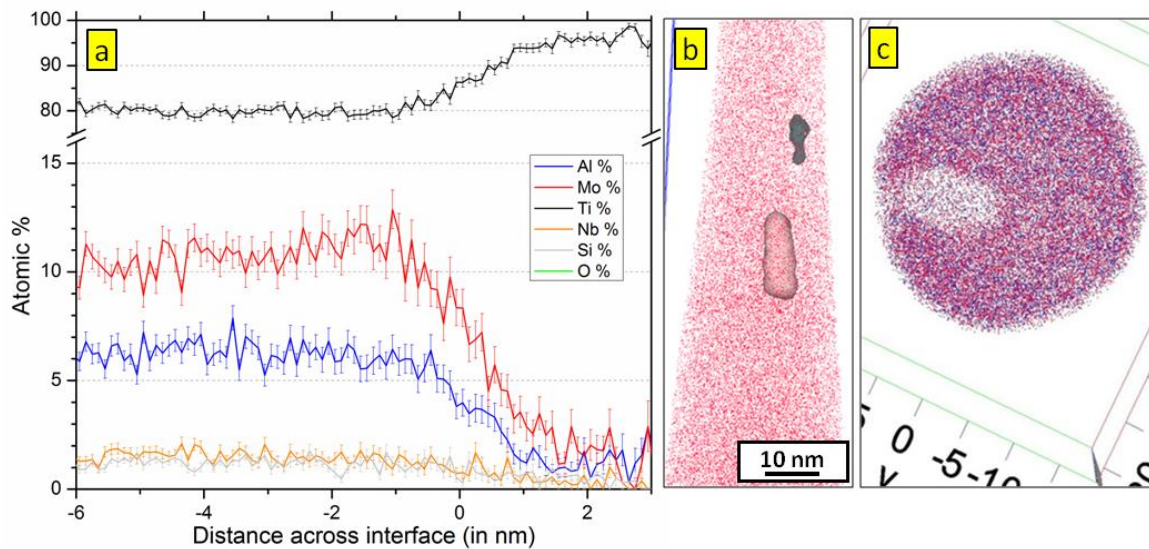 a
b
c
100
90
80
15
10
5
0
Atomic %
Al %
Mo %
Ti %
Nb %
Si %
O %
-6
-4
-2
0
2
Distance across interface (in nm)
10 nm
0
-5
-10